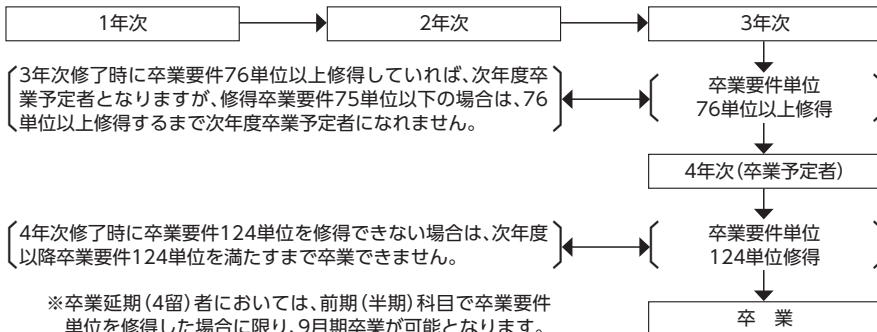 1年次
2年次
3年次
3年次修了時に卒業要件76単位以上修得していれば、次年度卒
業予定者となりますが、修得卒業要件75単位以下の場合は、76
単位以上修得するまで次年度卒業予定者になれません。
卒業要件単位
76単位以上修得
4年次(卒業予定者)
4年次修了時に卒業要件124単位を修得できない場合は、次年度
以降卒業要件124単位を満たすまで卒業できません。
卒業要件単位
124単位修得
※卒業延期(4留)者においては、前期(半期)科目で卒業要件
単位を修得した場合に限り、9月期卒業が可能となります。
卒 業